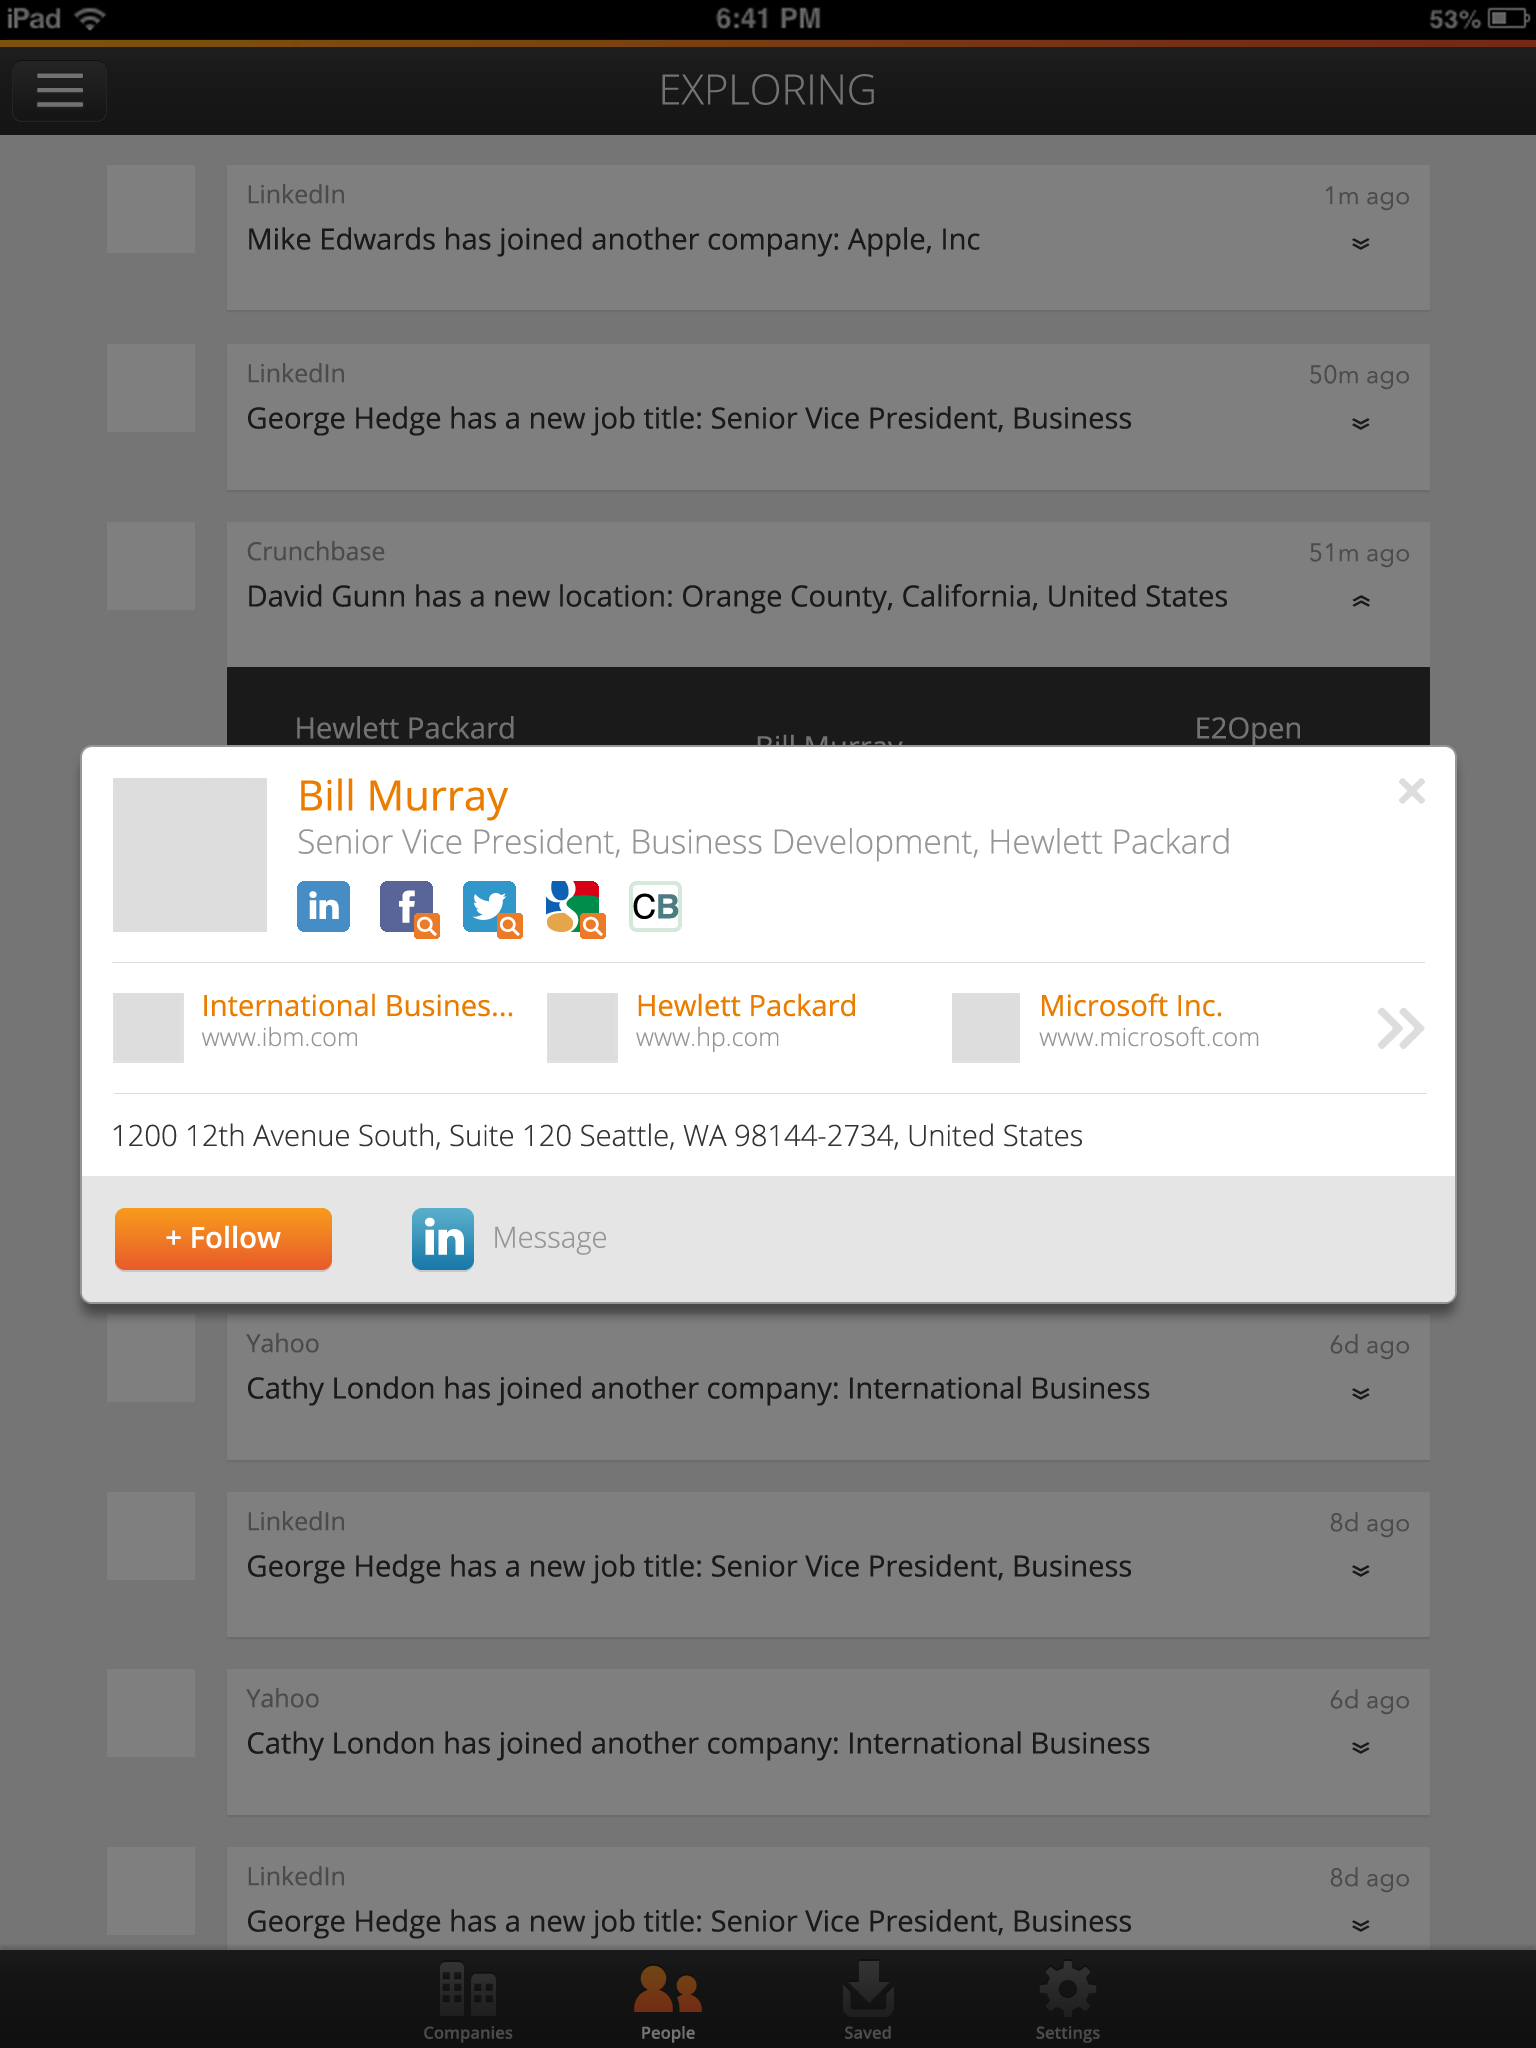 iPad 6:41 PM 53%
EXPLORING
LinkedIn 1m ago
Mike Edwards has joined another company: Apple, Inc
LinkedIn 50m ago
George Hedge has a new job title: Senior Vice President, Business
Crunchbase 51m ago
David Gunn has a new location: Orange County, California, United States
Hewlett Packard Bill Murray E2Open
Bill Murray
Senior Vice President, Business Development, Hewlett Packard
in f CB
International Busines... Hewlett Packard Microsoft Inc.
www.ibm.com www.hp.com www.microsoft.com
1200 12th Avenue South, Suite 120 Seattle, WA 98144-2734, United States
+ Follow in Message
Yahoo 6d ago
Cathy London has joined another company: International Business
LinkedIn 8d ago
George Hedge has a new job title: Senior Vice President, Business
Yahoo 6d ago
Cathy London has joined another company: International Business
LinkedIn 8d ago
George Hedge has a new job title: Senior Vice President, Business
Companies People Saved Settings